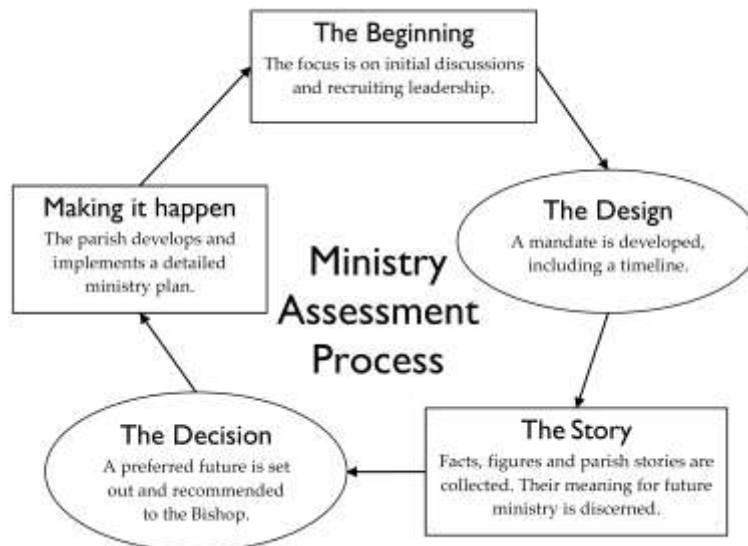 The Beginning
The focus is on initial discussions
and recruiting leadership.
Making it happen
The parish develops and
implements a detailed
ministry plan.
The Design
A mandate is developed,
including a timeline.
Ministry
Assessment
Process
The Decision
A preferred future is set
out and recommended
to the Bishop.
The Story
Facts, figures and parish stories are
collected. Their meaning for future
ministry is discerned.